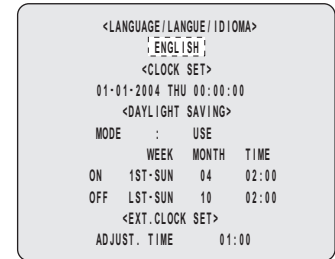 <LANGUAGE/LANGUE/IDIOMA>
ENGLISH
<CLOCK SET>
01-01-2004 THU 00:00:00
<DAYLIGHT SAVING>
MODE : USE
WEEK MONTH TIME
ON 1ST-SUN 04 02:00
OFF LST-SUN 10 02:00
<EXT.CLOCK SET>
ADJUST. TIME 01:00